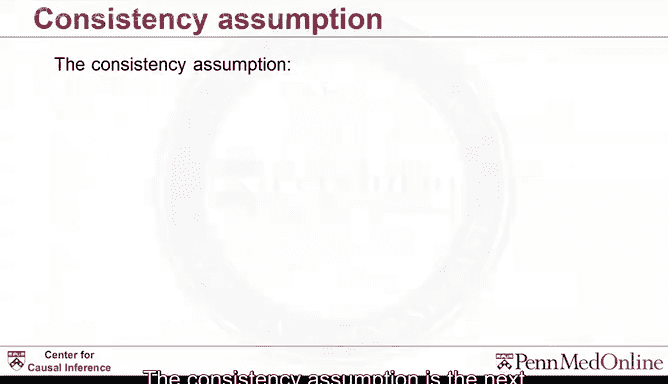 Consistency assumption
The consistency assumption:
Center for
Causal Inference
PennMedOnline
The consistency assumption is the next